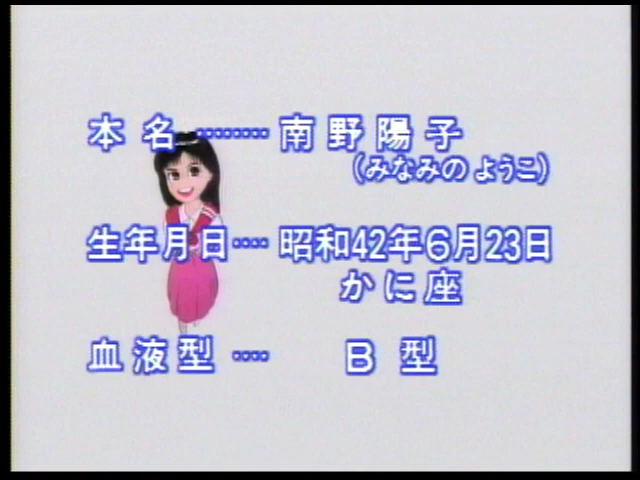 本名‥‥‥‥南野陽子
(みなみの ようこ)
生年月日‥‥昭和42年6月23日
かに座
血液型‥‥ B型